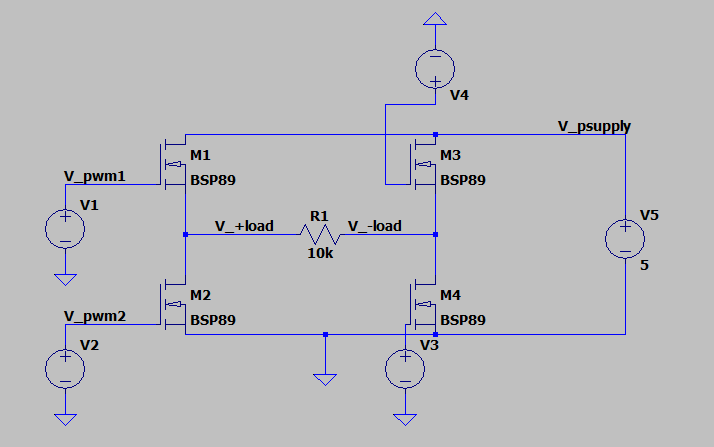 V4
V_psupply
M1
M3
V_pwm1
BSP89
BSP89
V1
R1
V_+load
V_-load
V5
10k
5
M2
M4
V_pwm2
BSP89
BSP89
V2
V3